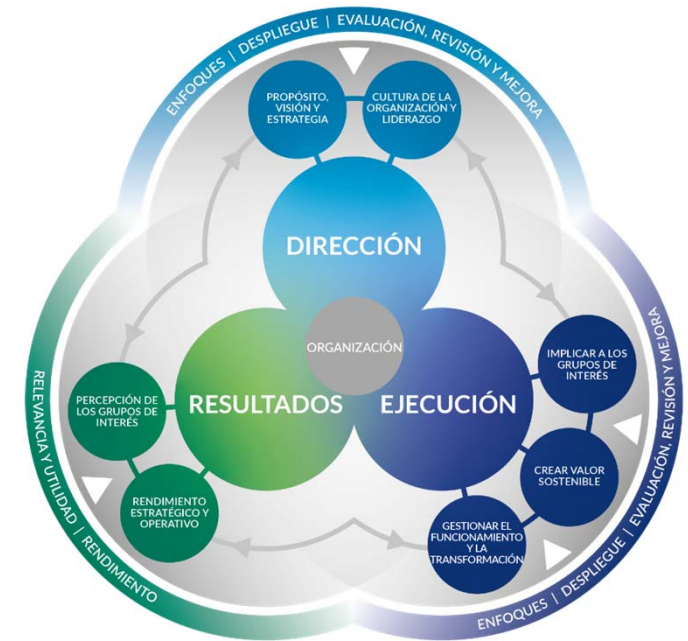 ENFOQUES | DESPLIEGUE | EVALUACIÓN, REVISIÓN Y MEJORA
PROPÓSITO,
VISIÓN Y
ESTRATEGIA
CULTURA DE LA
ORGANIZACIÓN Y
LIDERAZGO
DIRECCIÓN
ORGANIZACIÓN
RESULTADOS
EJECUCIÓN
PERCEPCIÓN DE
LOS GRUPOS DE
INTERÉS
RENDIMIENTO
ESTRATÉGICO Y
OPERATIVO
RELEVANCIA Y UTILIDAD | RENDIMIENTO
IMPLICAR A LOS
GRUPOS DE
INTERÉS
CREAR VALOR
SOSTENIBLE
GESTIONAR EL
FUNCIONAMIENTO
Y LA
TRANSFORMACIÓN
ENFOQUES | DESPLIEGUE | EVALUACIÓN, REVISIÓN Y MEJORA